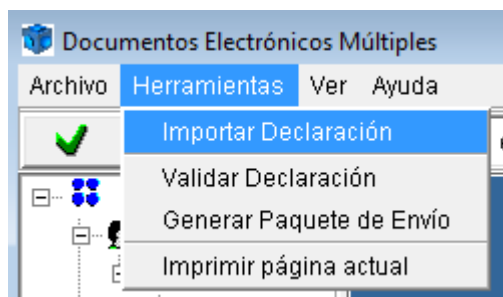 Documentos Electrónicos Múltiples
Archivo Herramientas Ver Ayuda
Importar Declaración
Validar Declaración
Generar Paquete de Envío
Imprimir página actual